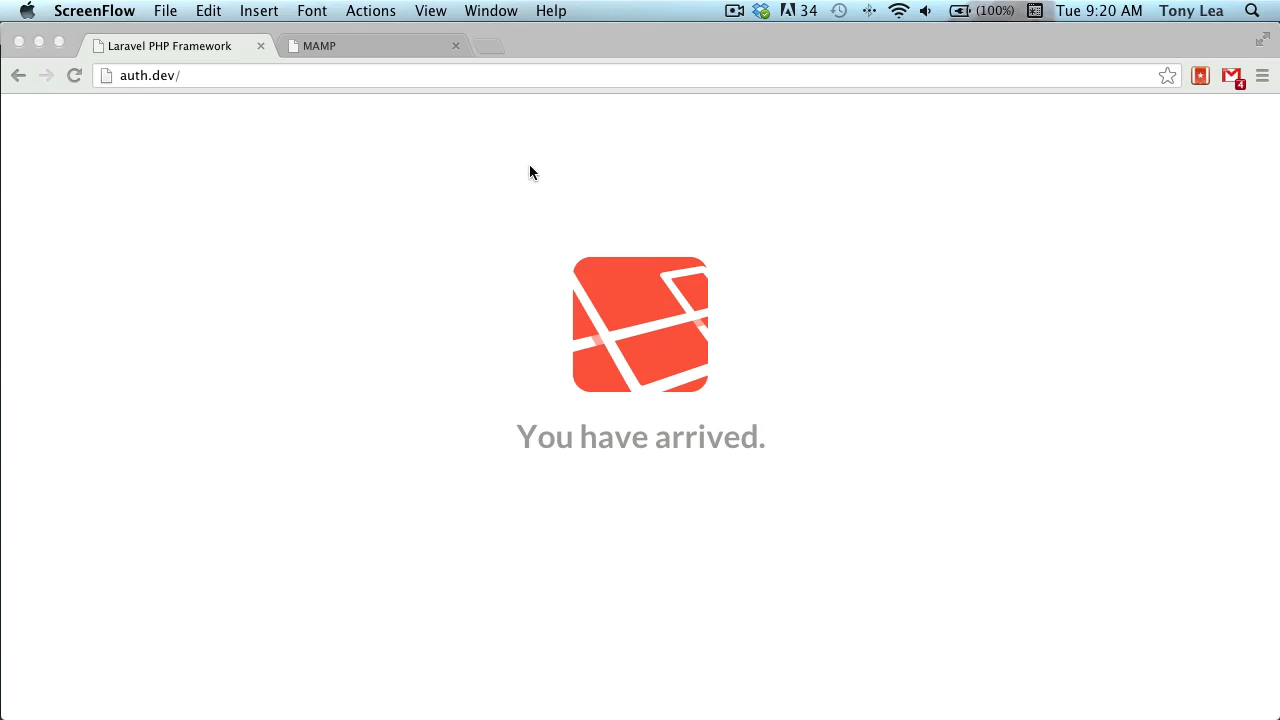 ScreenFlow File Edit Insert Font Actions View Window Help 34 (100%) Tue 9:20 AM Tony Lea
Laravel PHP Framework MAMP
auth.dev/
4
You have arrived.